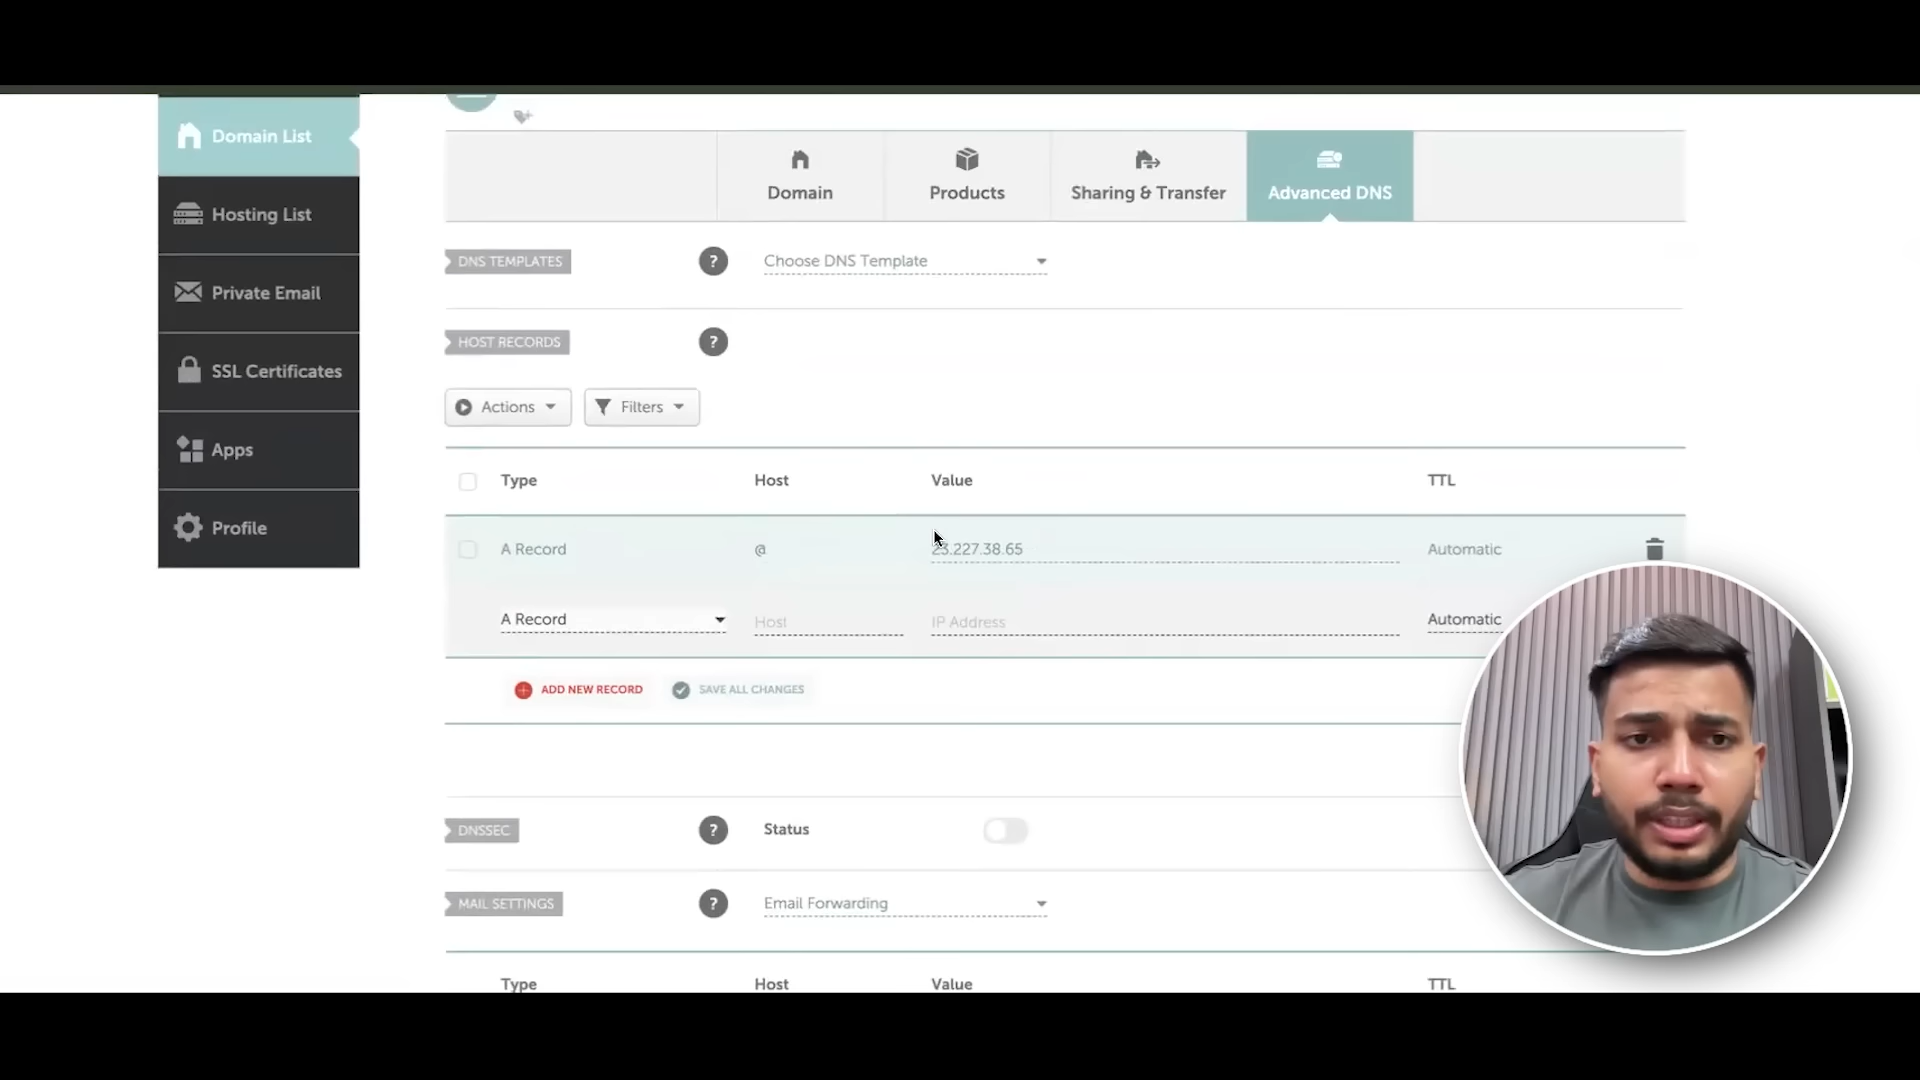 Domain List
Hosting List
Private Email
SSL Certificates
Apps
Profile
Domain
Products
Sharing & Transfer
Advanced DNS
DNS TEMPLATES
?
Choose DNS Template
HOST RECORDS
?
Actions
Filters
Type Host Value TTL
A Record @ 23.227.38.65 Automatic
A Record Host IP Address Automatic
ADD NEW RECORD
SAVE ALL CHANGES
DNSSEC
?
Status
MAIL SETTINGS
?
Email Forwarding
Type Host Value TTL